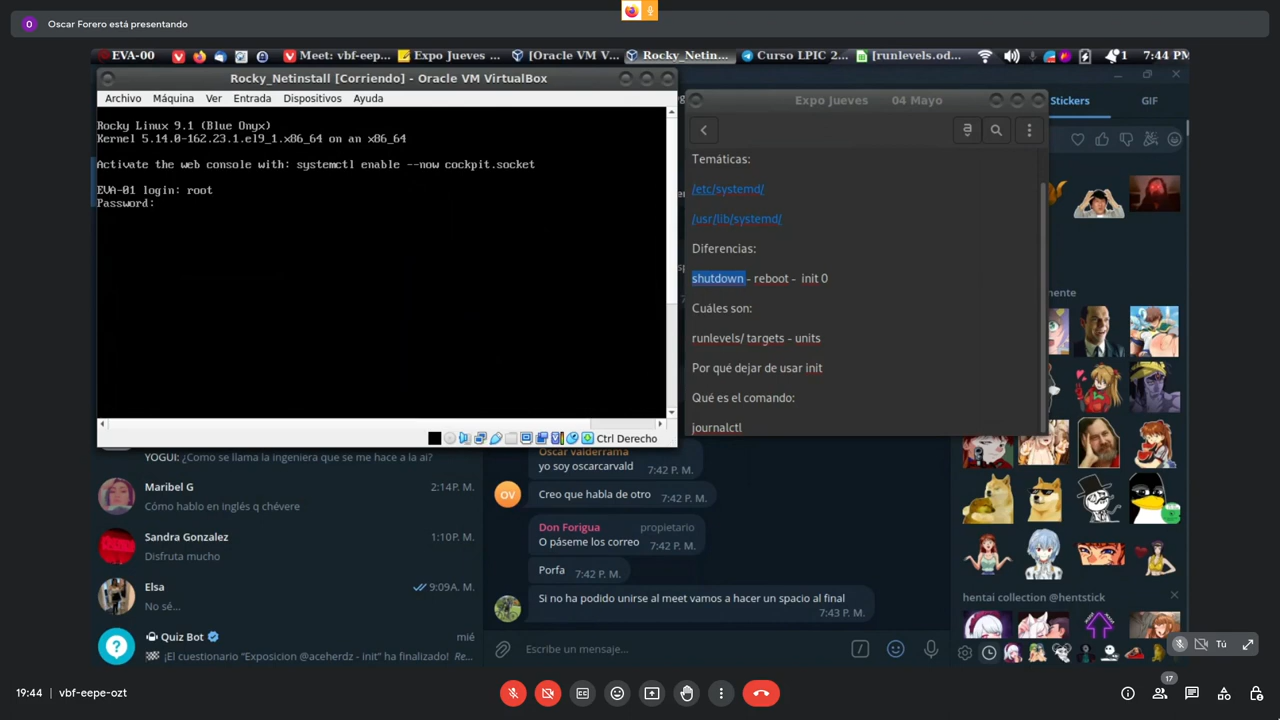 O Oscar Forero está presentando
EVA-00
Meet: vbf-eep...
Expo Jueves ...
[Oracle VM V...
Rocky_Netin...
Curso LPIC 2...
[runlevels.od...
1
7:44 PM
Rocky_Netinstall [Corriendo] - Oracle VM VirtualBox
Archivo Máquina Ver Entrada Dispositivos Ayuda
Rocky Linux 9.1 (Blue Onyx)
Kernel 5.14.0-162.23.1.el9_1.x86_64 on an x86_64
Activate the web console with: systemctl enable --now cockpit.socket
EVA-01 login: root
Password:
Ctrl Derecho
Expo Jueves 04 Mayo
Temáticas:
/etc/systemd/
/usr/lib/systemd/
Diferencias:
shutdown - reboot - init 0
Cuáles son:
runlevels/ targets - units
Por qué dejar de usar init
Qué es el comando:
journalctl
Stickers GIF
mente
hentai collection @hentstick
YOGUI: ¿Como se llama la ingeniera que se me hace a la ai?
Maribel G 2:14 P. M.
Cómo hablo en inglés q chévere
Sandra Gonzalez 1:10 P. M.
Disfruta mucho
Elsa 9:09 A. M.
No sé...
Quiz Bot mié
¡El cuestionario “Exposicion @aceherdz - init” ha finalizado! Re...
Oscar valderrama
yo soy oscarcarvald 7:42 P. M.
OV
Creo que habla de otro 7:42 P. M.
Don Forigua propietario
O páseme los correo 7:42 P. M.
Porfa 7:42 P. M.
Si no ha podido unirse al meet vamos a hacer un spacio al final
7:43 P. M.
Escribe un mensaje...
Tú
19:44 vbf-eepe-ozt
17